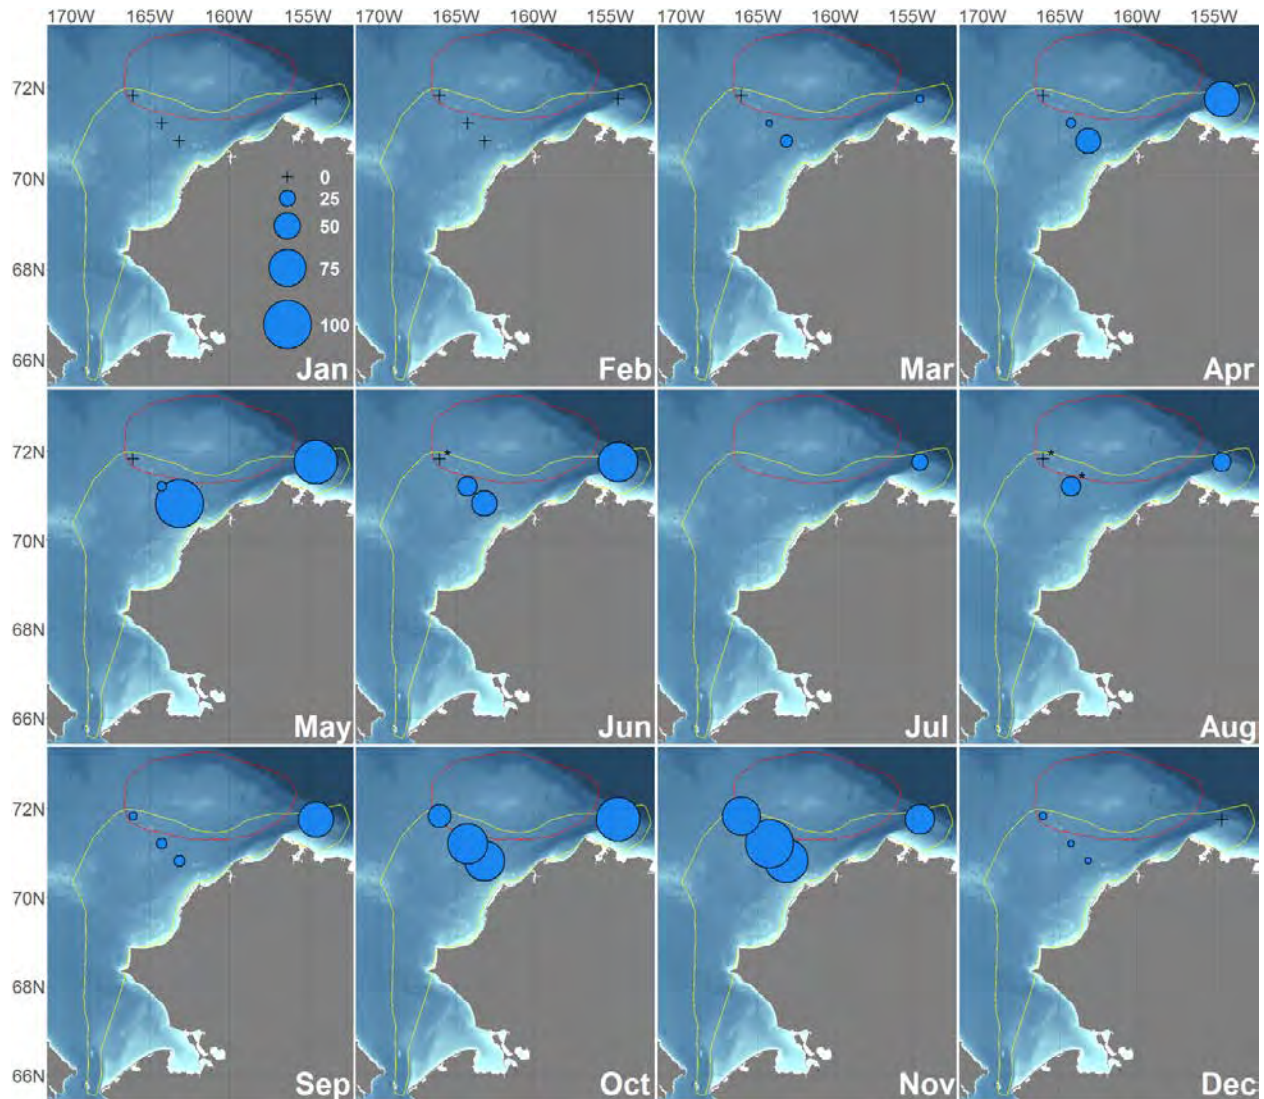 170W 165W 160W 155W 170W 165W 160W 155W 170W 165W 160W 155W 170W 165W 160W 155W
72N
70N
68N
66N
0
25
50
75
100
Jan
Feb
Mar
Apr
72N
70N
68N
66N
May
Jun
Jul
Aug
72N
70N
68N
66N
Sep
Oct
Nov
Dec